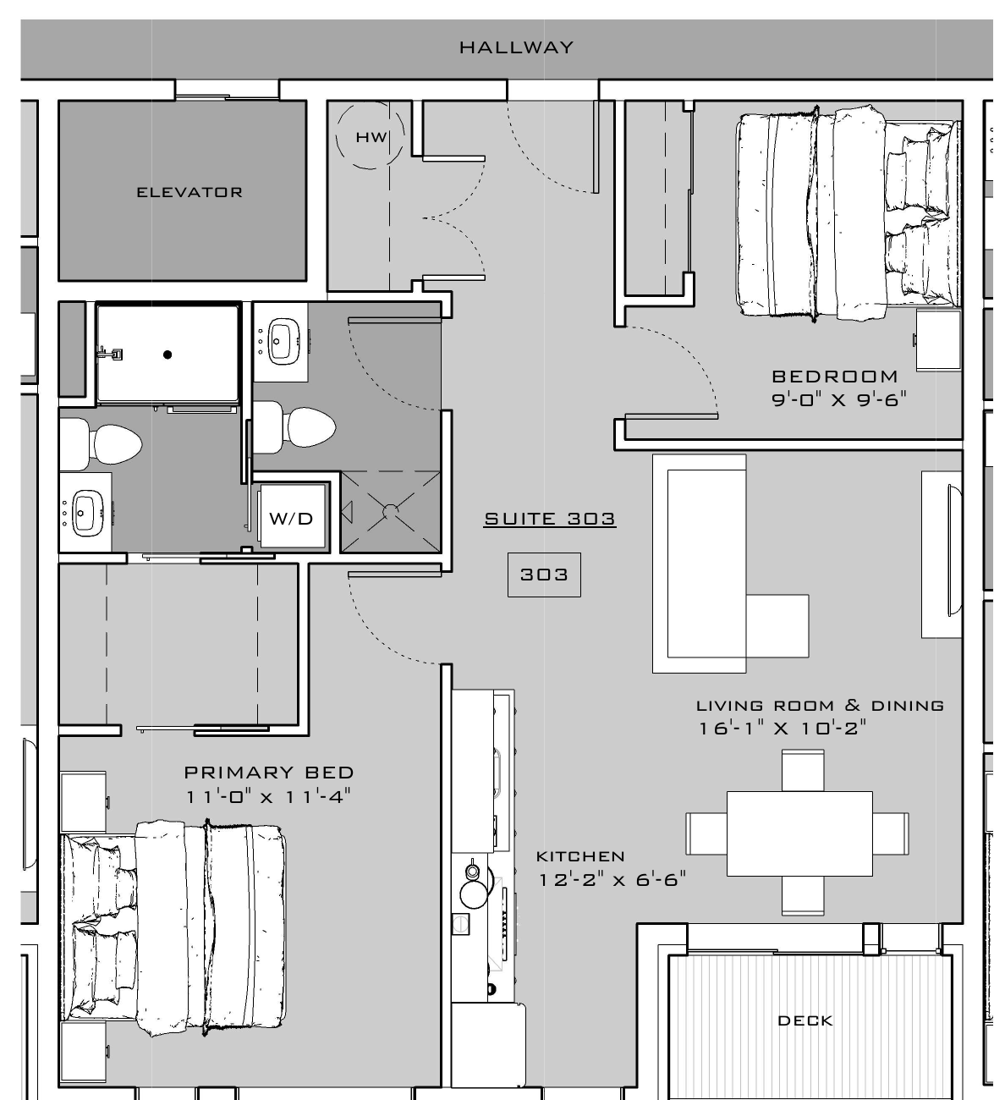 HALLWAY
HW
ELEVATOR
BEDROOM
9'-0" X 9'-6"
W/D
SUITE 303
303
LIVING ROOM & DINING
16'-1" X 10'-2"
PRIMARY BED
11'-0" x 11'-4"
KITCHEN
12'-2" x 6'-6"
DECK